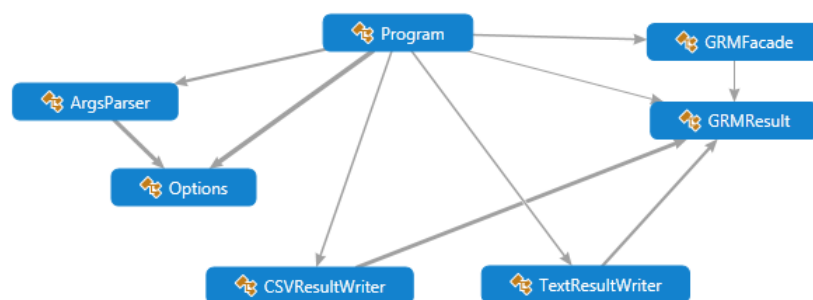 Program
GRMFacade
ArgsParser
GRMResult
Options
CSVResultWriter
TextResultWriter